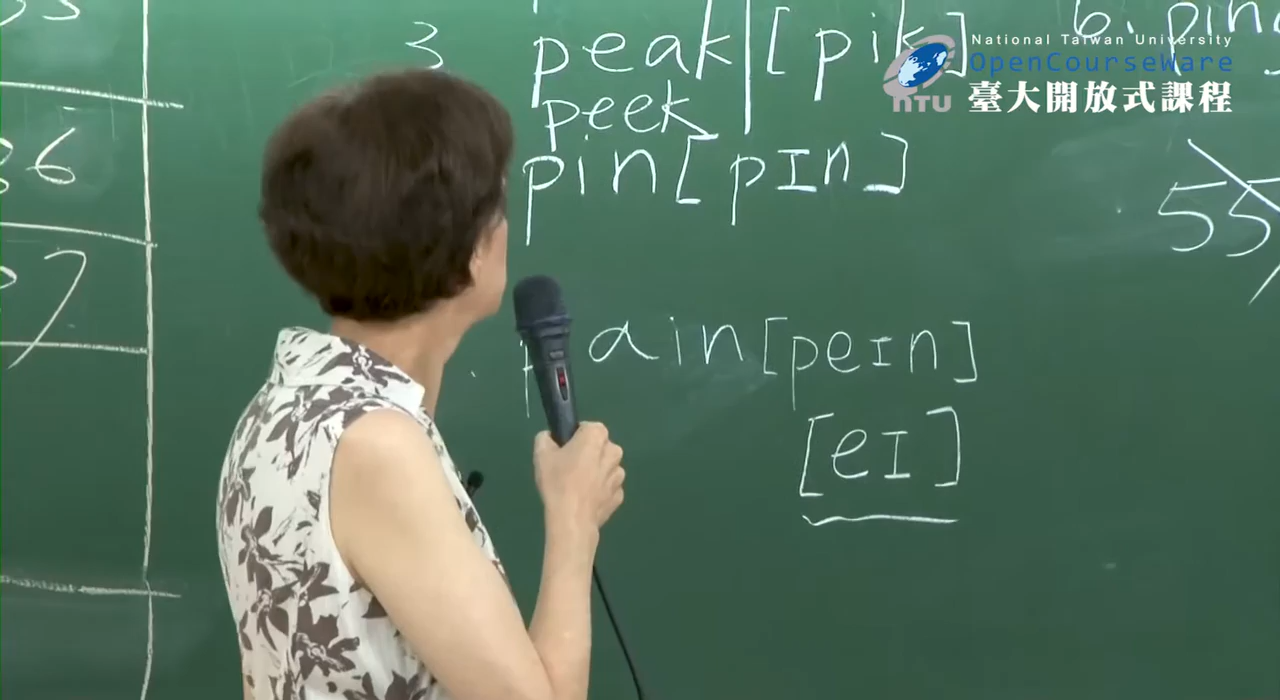 3 peak [pik]
peek
pin [pɪn]
ain [peɪn]
[eɪ]
6. pin
36
7
55
National Taiwan University
OpenCourseWare
NTU 臺大開放式課程